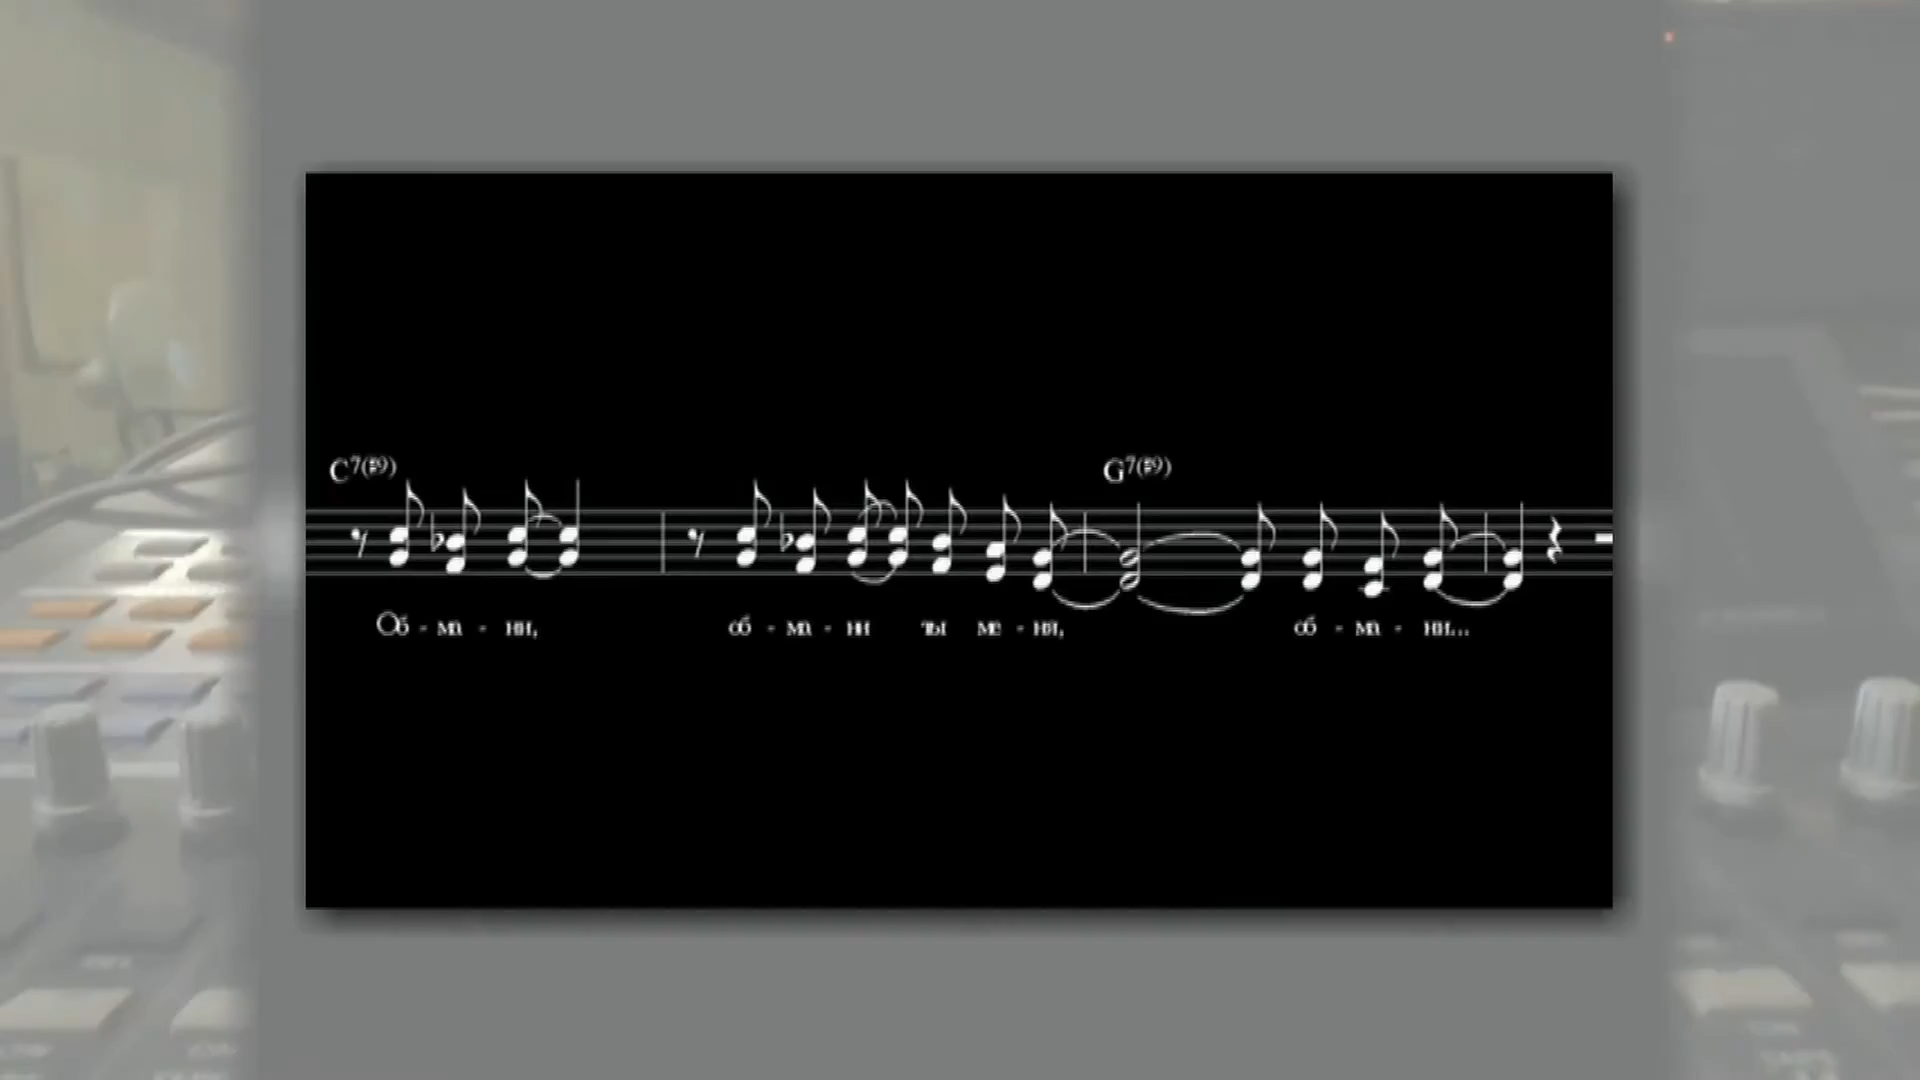 C7(#9) G7(#9)
Об - ма - ни, об - ма - ни ты ме - ня, об - ма - ни...